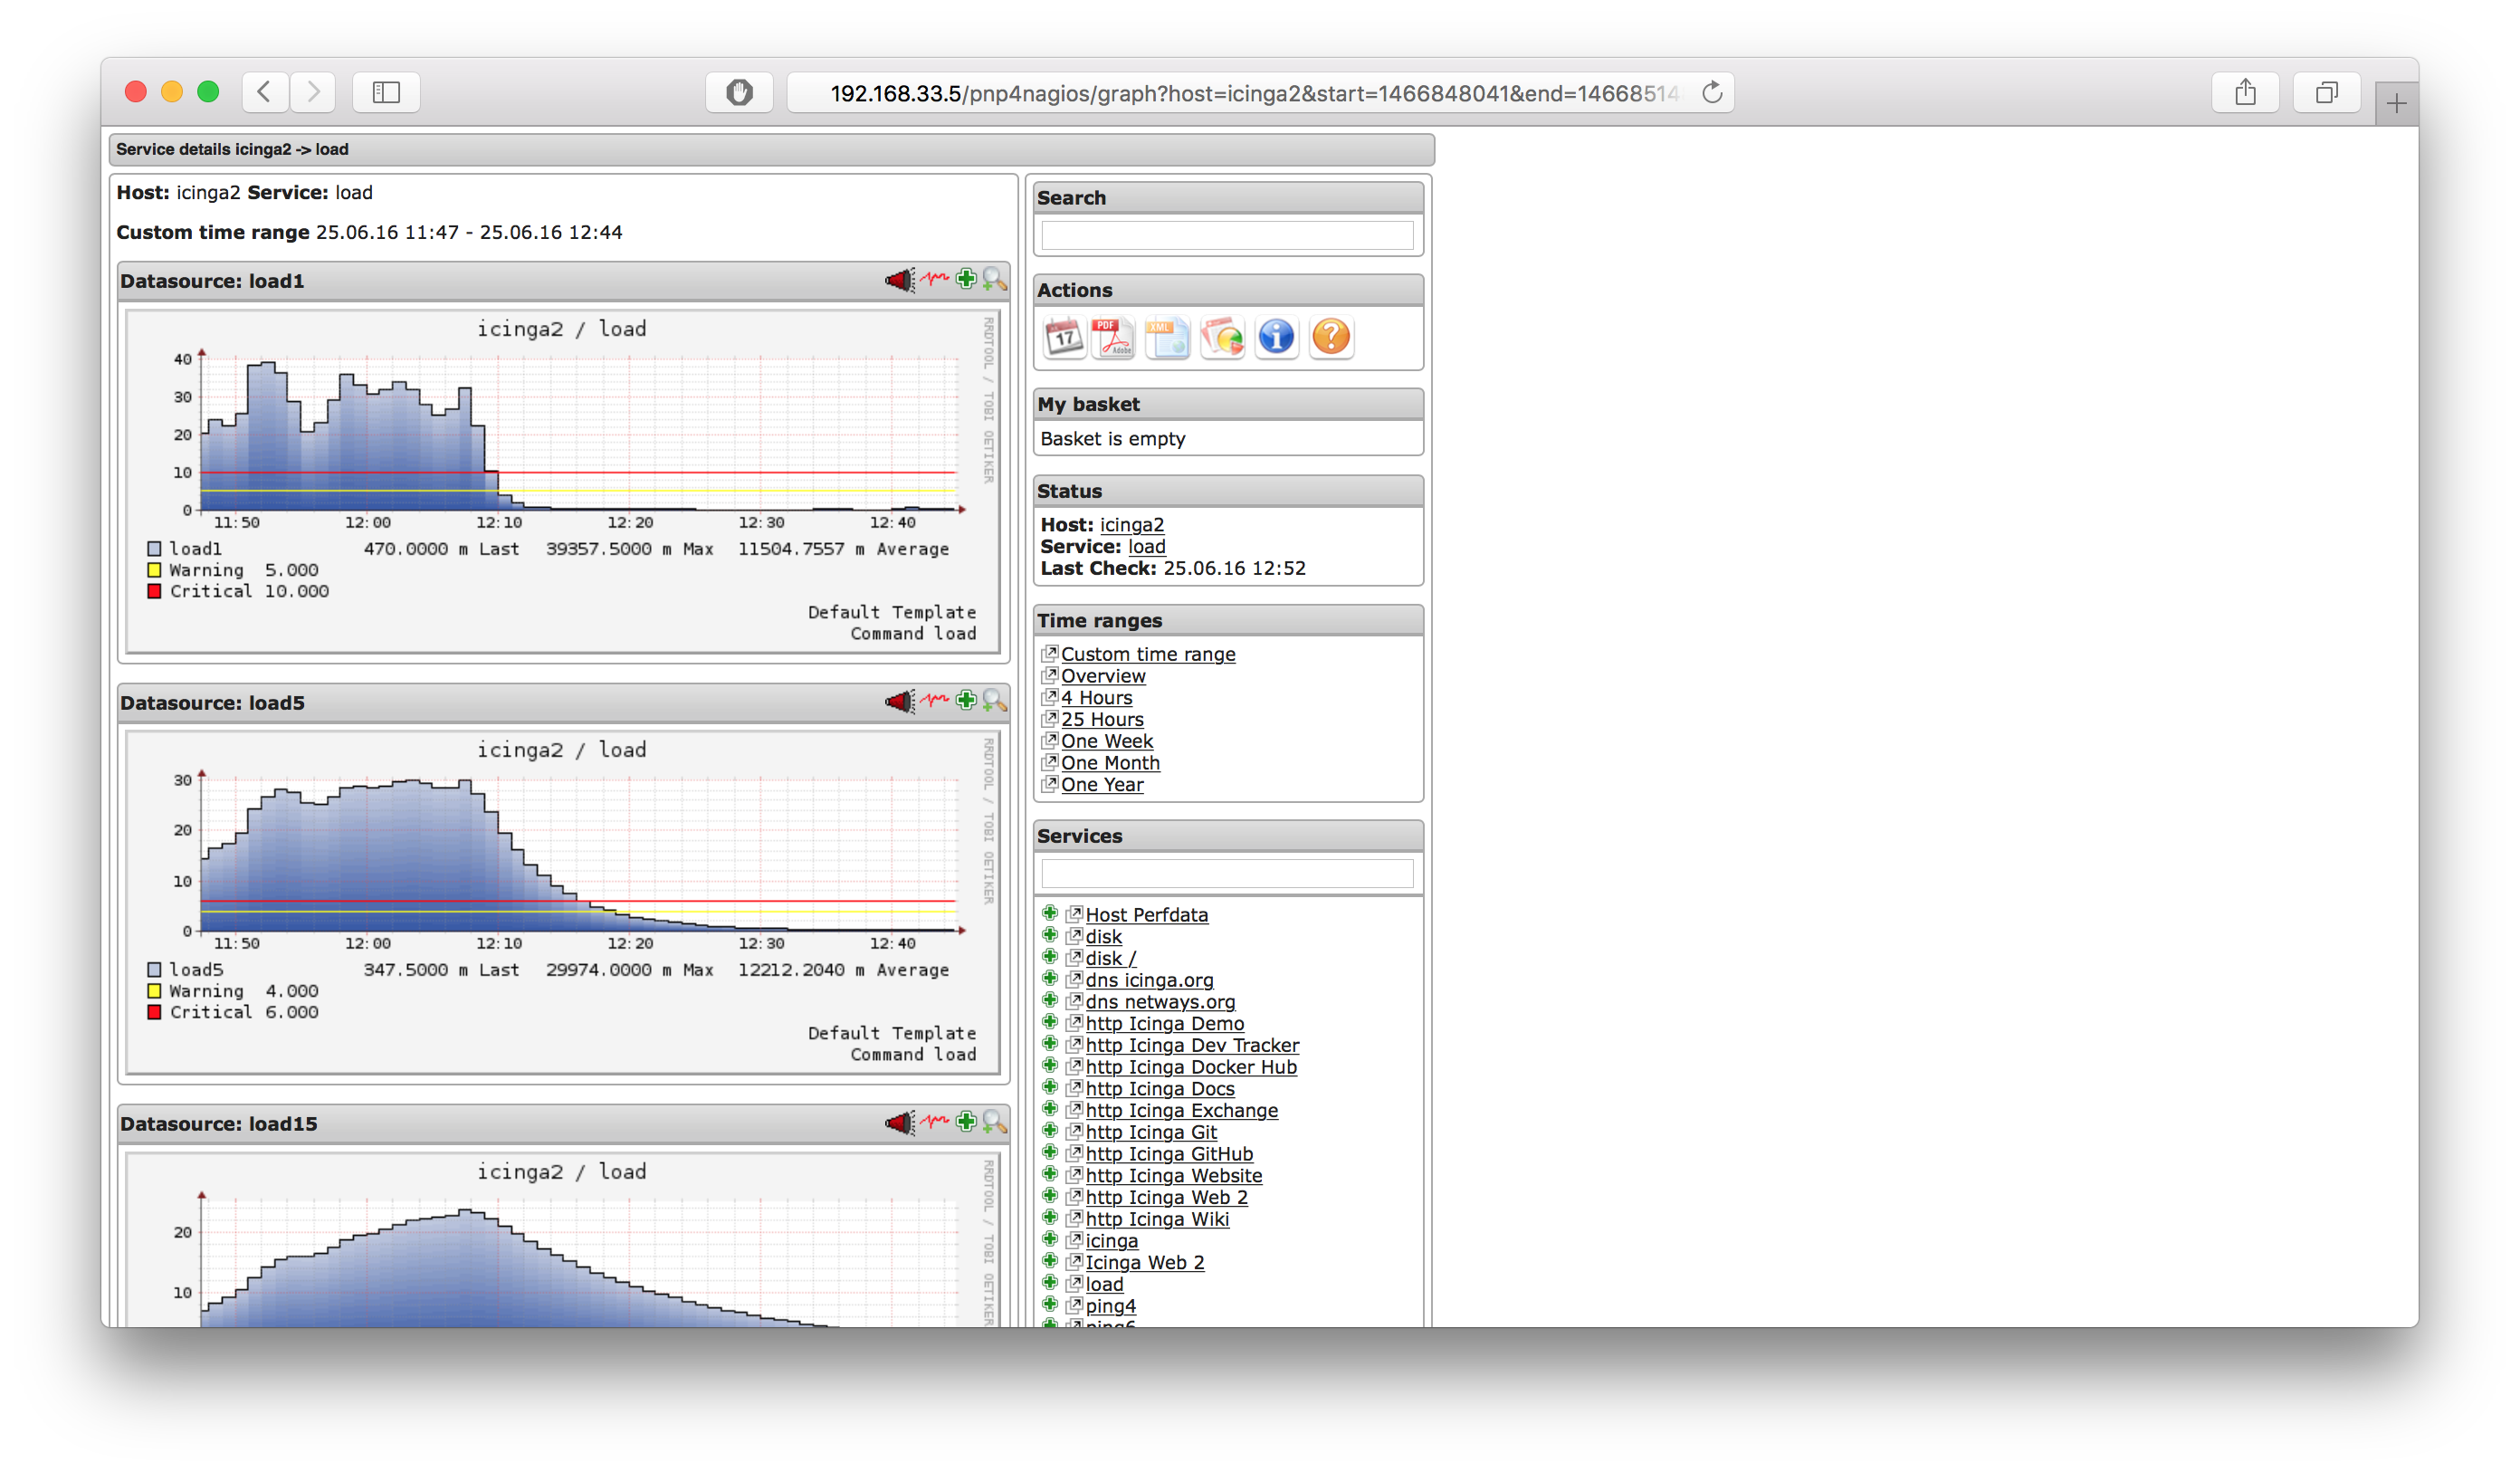 192.168.33.5/pnp4nagios/graph?host=icinga2&start=1466848041&end=14668514
Service details icinga2 -> load
Host: icinga2 Service: load
Custom time range 25.06.16 11:47 - 25.06.16 12:44
Datasource: load1
icinga2 / load
RRDTOOL / TOBI OETIKER
40
30
20
10
0
11:50 12:00 12:10 12:20 12:30 12:40
load1 470.0000 m Last 39357.5000 m Max 11504.7557 m Average
Warning 5.000
Critical 10.000
Default Template
Command load
Datasource: load5
icinga2 / load
RRDTOOL / TOBI OETIKER
30
20
10
0
11:50 12:00 12:10 12:20 12:30 12:40
load5 347.5000 m Last 29974.0000 m Max 12212.2040 m Average
Warning 4.000
Critical 6.000
Default Template
Command load
Datasource: load15
icinga2 / load
RRDTOOL / TOBI OETIKER
20
10
Search
Actions
17
PDF
Adobe
XML
My basket
Basket is empty
Status
Host: icinga2
Service: load
Last Check: 25.06.16 12:52
Time ranges
Custom time range
Overview
4 Hours
25 Hours
One Week
One Month
One Year
Services
Host Perfdata
disk
disk /
dns icinga.org
dns netways.org
http Icinga Demo
http Icinga Dev Tracker
http Icinga Docker Hub
http Icinga Docs
http Icinga Exchange
http Icinga Git
http Icinga GitHub
http Icinga Website
http Icinga Web 2
http Icinga Wiki
icinga
Icinga Web 2
load
ping4
ping6